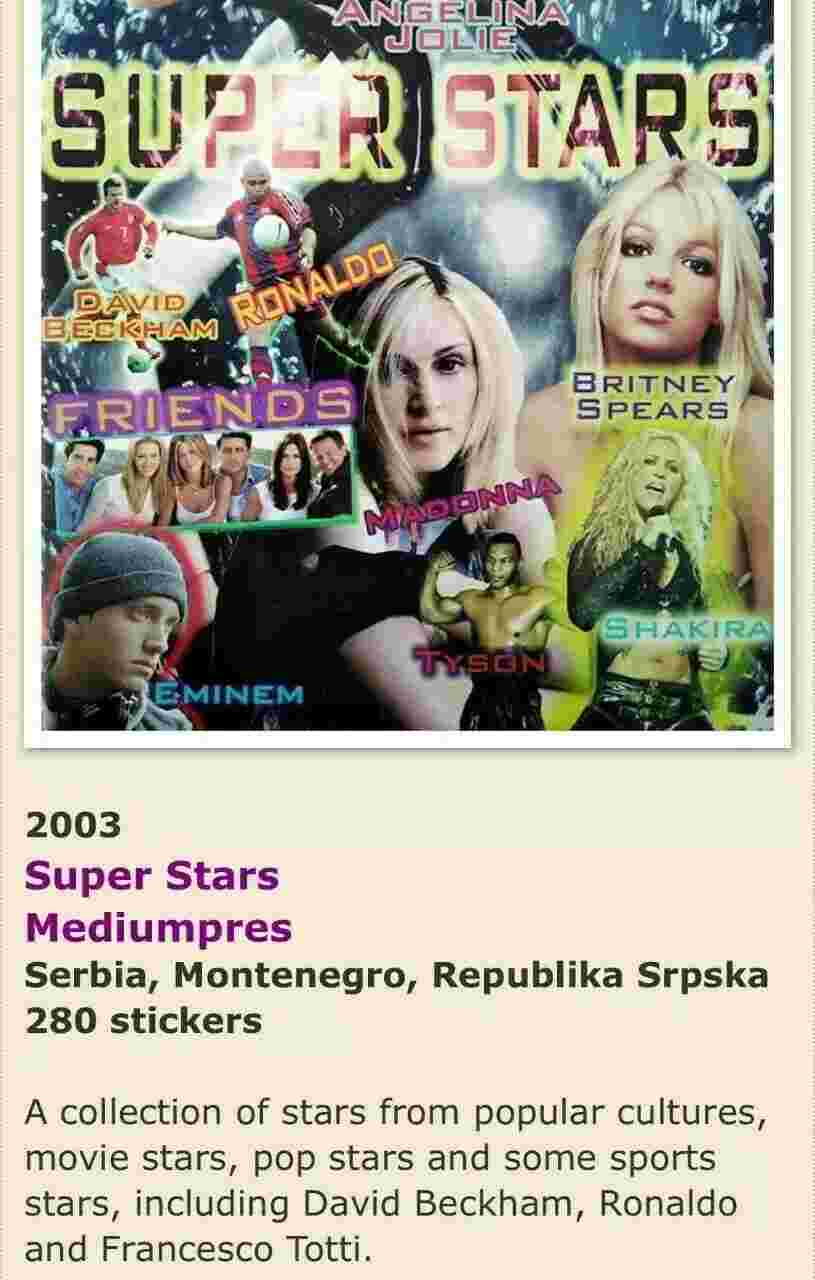 ANGELINA
JOLIE
SUPER STARS
DAVID
BECKHAM
RONALDO
BRITNEY
SPEARS
FRIENDS
MADONNA
SHAKIRA
TYSON
EMINEM
2003
Super Stars
Mediumpres
Serbia, Montenegro, Republika Srpska
280 stickers
A collection of stars from popular cultures,
movie stars, pop stars and some sports
stars, including David Beckham, Ronaldo
and Francesco Totti.